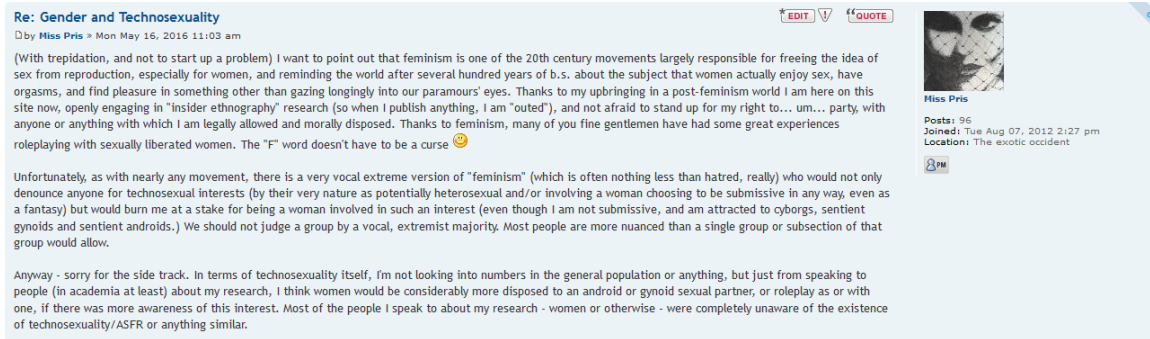 Re: Gender and Technosexuality
*EDIT ! “QUOTE
by Miss Pris » Mon May 16, 2016 11:03 am
(With trepidation, and not to start up a problem) I want to point out that feminism is one of the 20th century movements largely responsible for freeing the idea of
sex from reproduction, especially for women, and reminding the world after several hundred years of b.s. about the subject that women actually enjoy sex, have
orgasms, and find pleasure in something other than gazing longingly into our paramours' eyes. Thanks to my upbringing in a post-feminism world I am here on this
site now, openly engaging in "insider ethnography" research (so when I publish anything, I am "outed"), and not afraid to stand up for my right to... um... party, with
anyone or anything with which I am legally allowed and morally disposed. Thanks to feminism, many of you fine gentlemen have had some great experiences
roleplaying with sexually liberated women. The "F" word doesn't have to be a curse
Unfortunately, as with nearly any movement, there is a very vocal extreme version of "feminism" (which is often nothing less than hatred, really) who would not only
denounce anyone for technosexual interests (by their very nature as potentially heterosexual and/or involving a woman choosing to be submissive in any way, even as
a fantasy) but would burn me at a stake for being a woman involved in such an interest (even though I am not submissive, and am attracted to cyborgs, sentient
gynoids and sentient androids.) We should not judge a group by a vocal, extremist majority. Most people are more nuanced than a single group or subsection of that
group would allow.
Anyway - sorry for the side track. In terms of technosexuality itself, I'm not looking into numbers in the general population or anything, but just from speaking to
people (in academia at least) about my research, I think women would be considerably more disposed to an android or gynoid sexual partner, or roleplay as or with
one, if there was more awareness of this interest. Most of the people I speak to about my research - women or otherwise - were completely unaware of the existence
of technosexuality/ASFR or anything similar.
Miss Pris
Posts: 96
Joined: Tue Aug 07, 2012 2:27 pm
Location: The exotic occident
PM